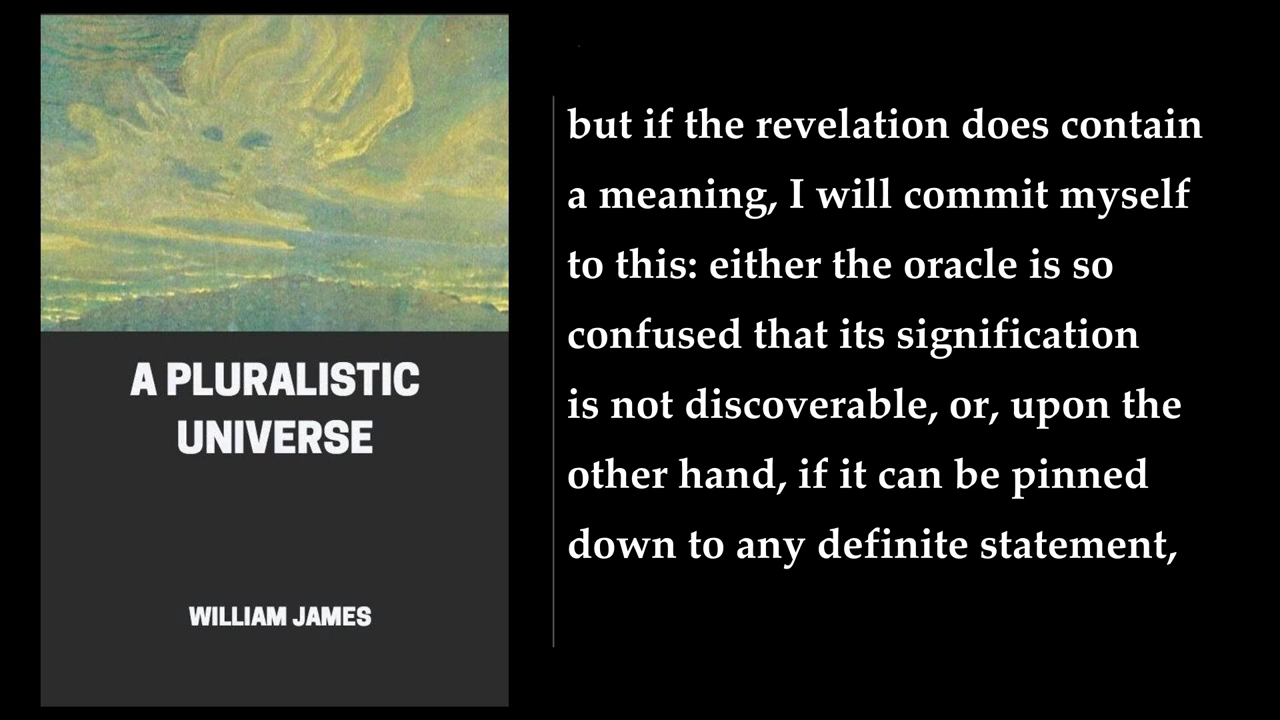 A PLURALISTIC
UNIVERSE
WILLIAM JAMES
but if the revelation does contain
a meaning, I will commit myself
to this: either the oracle is so
confused that its signification
is not discoverable, or, upon the
other hand, if it can be pinned
down to any definite statement,